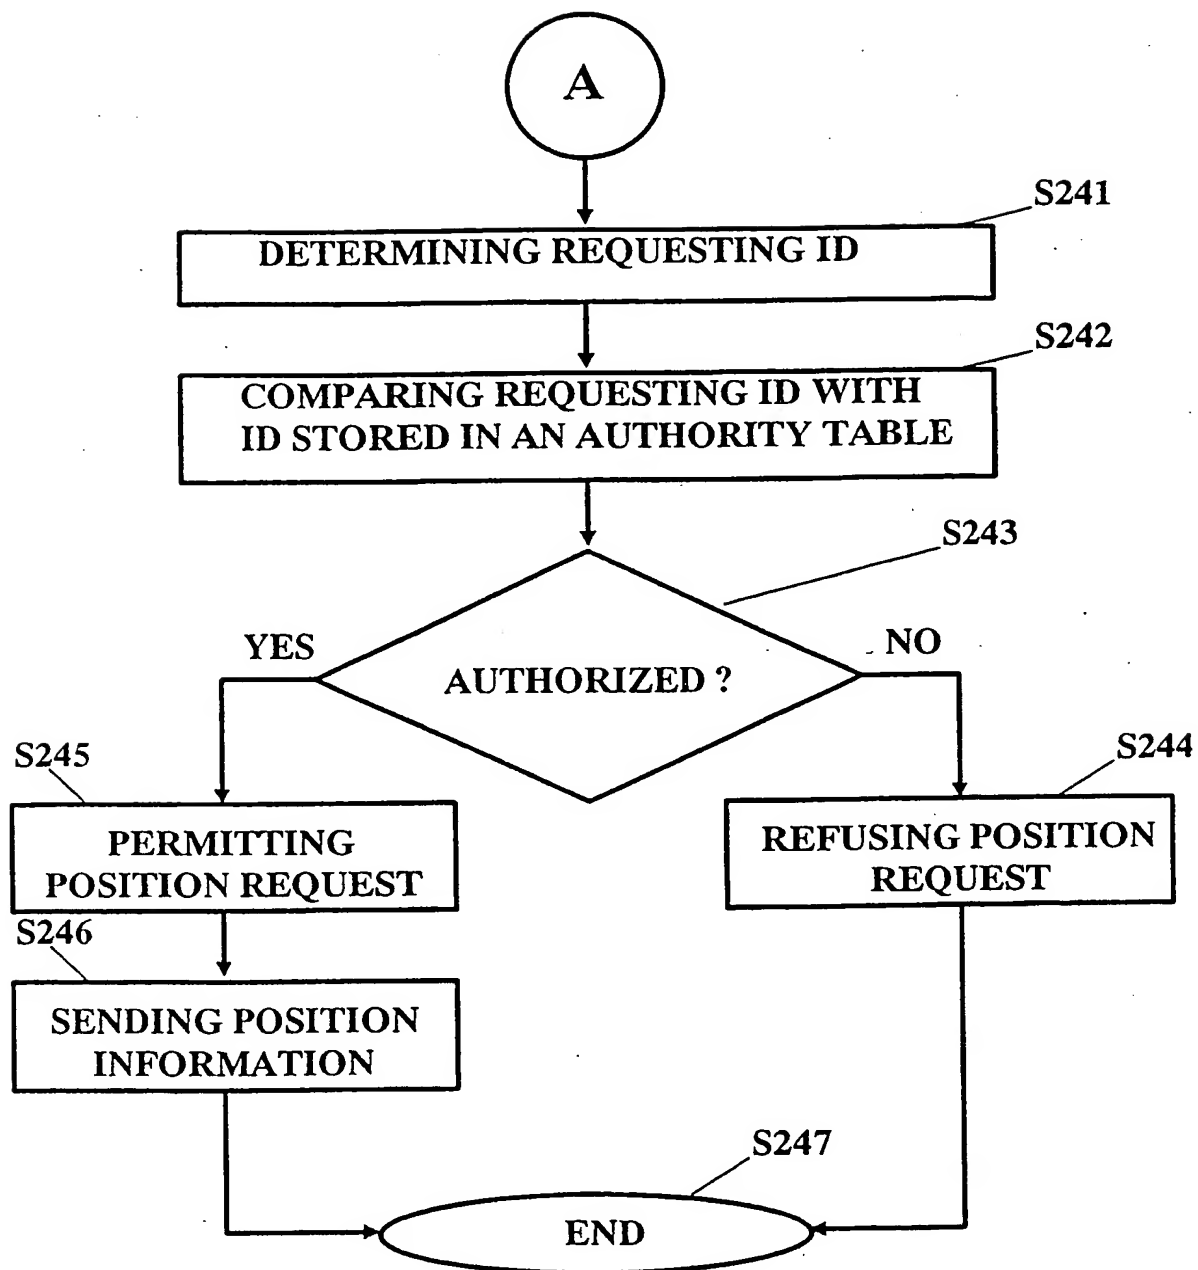 A
S241
DETERMINING REQUESTING ID
S242
COMPARING REQUESTING ID WITH
ID STORED IN AN AUTHORITY TABLE
S243
YES
NO
AUTHORIZED ?
S245
S244
PERMITTING
POSITION REQUEST
REFUSING POSITION
REQUEST
S246
SENDING POSITION
INFORMATION
S247
END